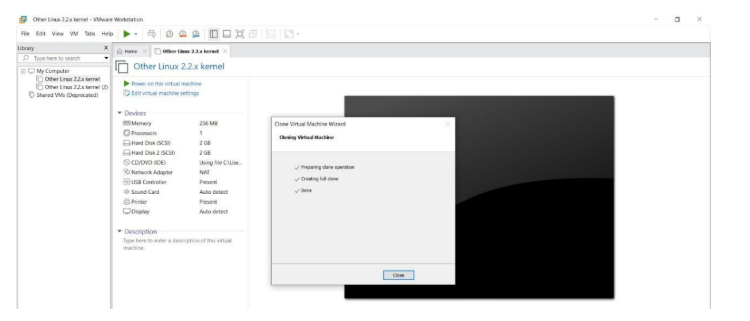 Other Linux 2.2.x kernel - VMware Workstation
File Edit View VM Tabs Help
Library
Type here to search
My Computer
Other Linux 2.2.x kernel
Other Linux 2.2.x kernel (2)
Shared VMs (Deprecated)
Home
Other Linux 2.2.x kernel
Other Linux 2.2.x kernel
Power on this virtual machine
Edit virtual machine settings
Devices
Memory 256 MB
Processors 1
Hard Disk (SCSI) 2 GB
Hard Disk 2 (SCSI) 2 GB
CD/DVD (IDE) Using file C:\Use...
Network Adapter NAT
USB Controller Present
Sound Card Auto detect
Printer Present
Display Auto detect
Description
Type here to enter a description of this virtual
machine.
Clone Virtual Machine Wizard
Cloning Virtual Machine
Preparing clone operation
Creating full clone
Done
Close